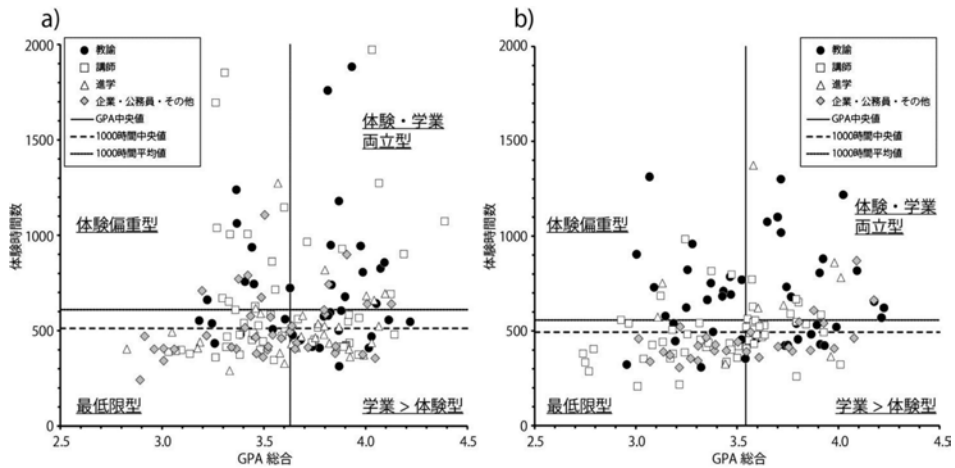 a)
2000
1500
1000
500
0
2.5
3.0
3.5
4.0
4.5
体験時間数
GPA 総合
教諭
講師
進学
企業・公務員・その他
GPA中央値
1000時間中央値
1000時間平均値
体験・学業
両立型
体験偏重型
最低限型
学業 > 体験型
b)
2000
1500
1000
500
0
2.5
3.0
3.5
4.0
4.5
体験時間数
GPA 総合
教諭
講師
進学
企業・公務員・その他
GPA中央値
1000時間中央値
1000時間平均値
体験偏重型
体験・学業
両立型
最低限型
学業 > 体験型